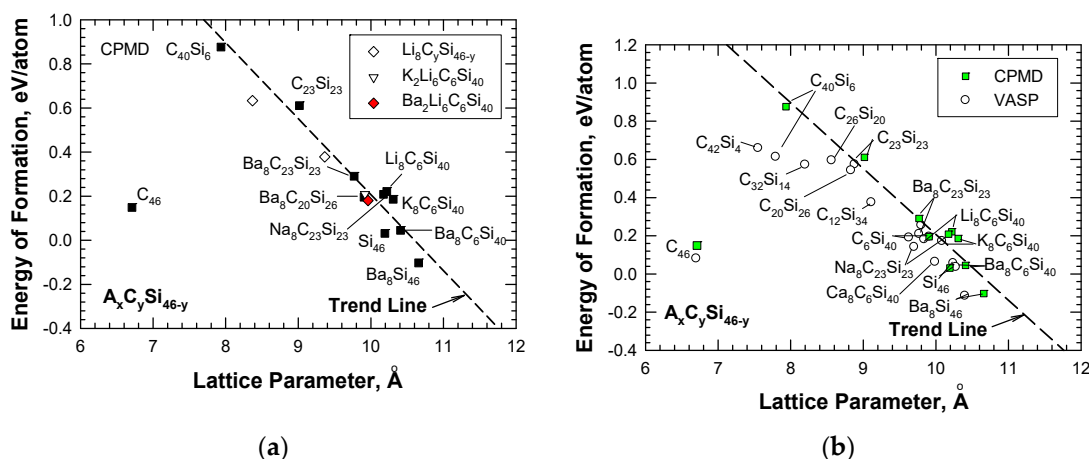 1.0
0.8
0.6
0.4
0.2
0.0
-0.2
-0.4
Energy of Formation, eV/atom
CPMD
C₄₀Si₆
C₂₃Si₂₃
Li₈CᵧSi₄₆₋ᵧ
K₂Li₆C₆Si₄₀
Ba₂Li₆C₆Si₄₀
Ba₈C₂₃Si₂₃
Li₈C₆Si₄₀
C₄₆
Ba₈C₂₀Si₂₆
K₈C₆Si₄₀
Na₈C₂₃Si₂₃
Si₄₆
Ba₈C₆Si₄₀
Ba₈Si₄₆
Trend Line
AₓCᵧSi₄₆₋ᵧ
6 7 8 9 10 11 12
Lattice Parameter, Å
(a)
1.2
1.0
0.8
0.6
0.4
0.2
0.0
-0.2
-0.4
Energy of Formation, eV/atom
CPMD
VASP
C₄₀Si₆
C₂₆Si₂₀
C₄₂Si₄
C₂₃Si₂₃
C₃₂Si₁₄
C₂₀Si₂₆
C₁₂Si₃₄
Ba₈C₂₃Si₂₃
Li₈C₆Si₄₀
C₆Si₄₀
K₈C₆Si₄₀
C₄₆
Na₈C₂₃Si₂₃
Ba₈C₆Si₄₀
Si₄₆
Ca₈C₆Si₄₀
Ba₈Si₄₆
Trend Line
AₓCᵧSi₄₆₋ᵧ
6 7 8 9 10 11 12
Lattice Parameter, Å
(b)